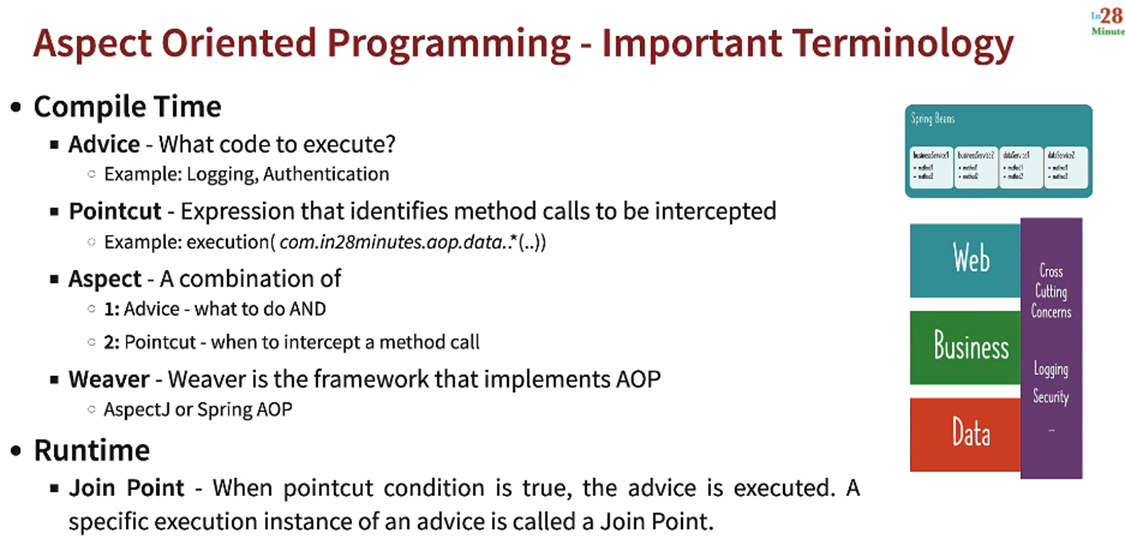 In28
Minute
Aspect Oriented Programming - Important Terminology
• Compile Time
▪ Advice - What code to execute?
○ Example: Logging, Authentication
▪ Pointcut - Expression that identifies method calls to be intercepted
○ Example: execution( com.in28minutes.aop.data..*(..))
▪ Aspect - A combination of
○ 1: Advice - what to do AND
○ 2: Pointcut - when to intercept a method call
▪ Weaver - Weaver is the framework that implements AOP
○ AspectJ or Spring AOP
• Runtime
▪ Join Point - When pointcut condition is true, the advice is executed. A
specific execution instance of an advice is called a Join Point.
Spring Beans
businessService1
• method1
• method2
businessService2
• method1
• method2
dataService1
• method1
• method2
dataService2
• method1
• method2
Web
Business
Data
Cross
Cutting
Concerns
Logging
Security
...